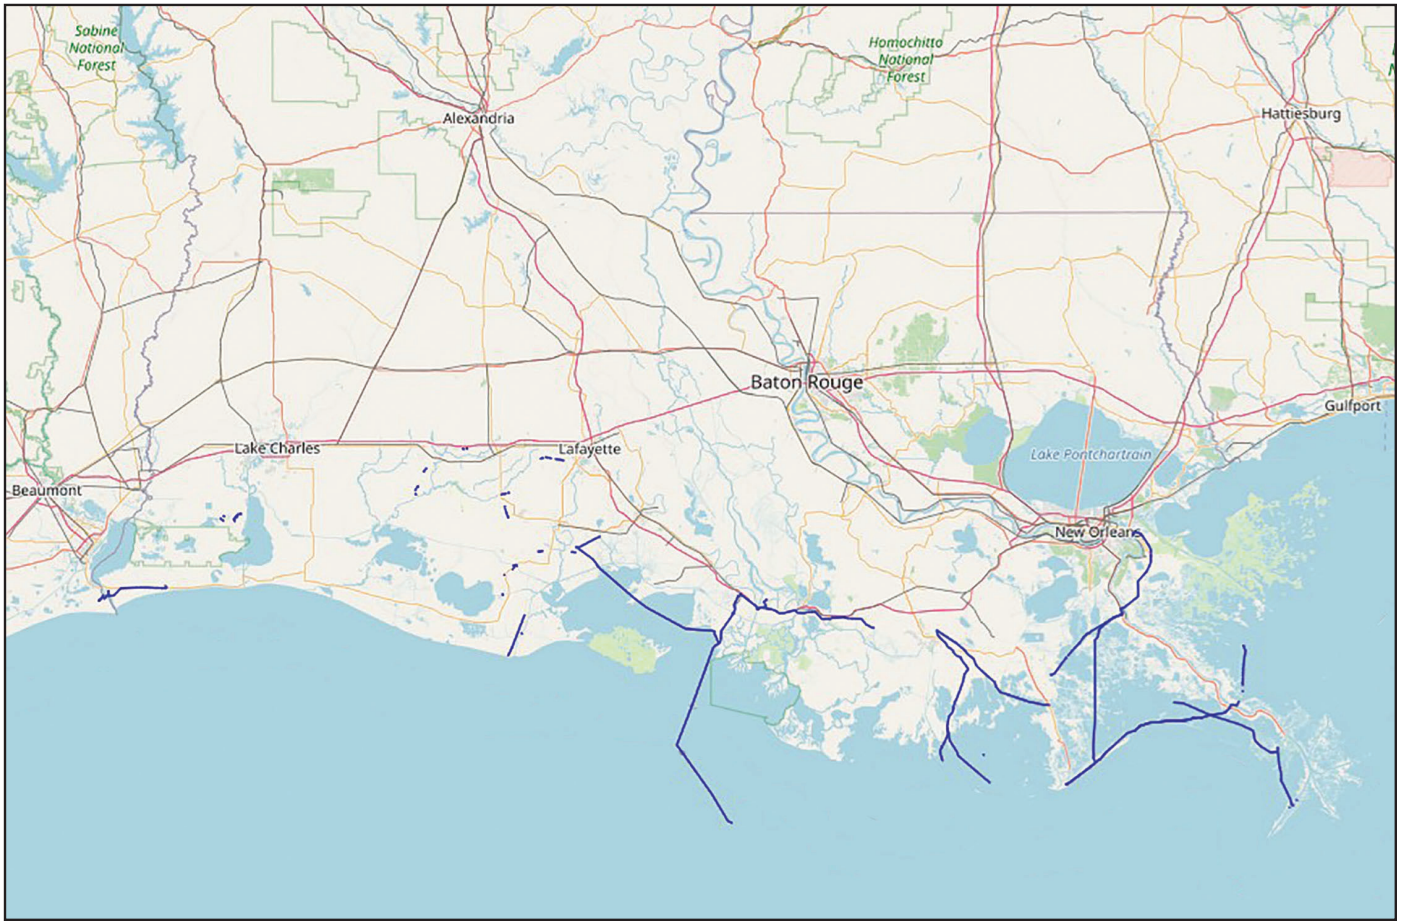 Sabine
National
Forest
Homochitto
National
Forest
Alexandria
Hattiesburg
N
Baton Rouge
Gulfport
Lake Charles
Lafayette
Lake Pontchartrain
Beaumont
New Orleans